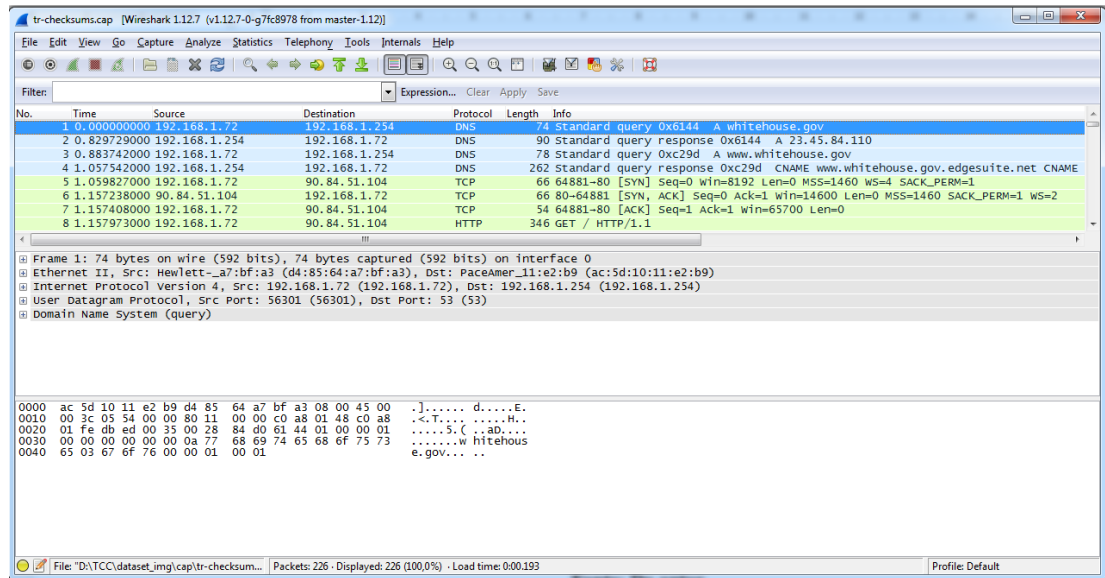 tr-checksums.cap [Wireshark 1.12.7 (v1.12.7-0-g7fc8978 from master-1.12)]
File Edit View Go Capture Analyze Statistics Telephony Tools Internals Help
Filter: Expression... Clear Apply Save
No. Time Source Destination Protocol Length Info
1 0.000000000 192.168.1.72 192.168.1.254 DNS 74 Standard query 0x6144 A whitehouse.gov
2 0.829729000 192.168.1.254 192.168.1.72 DNS 90 Standard query response 0x6144 A 23.45.84.110
3 0.883742000 192.168.1.72 192.168.1.254 DNS 78 Standard query 0xc29d A www.whitehouse.gov
4 1.057542000 192.168.1.254 192.168.1.72 DNS 262 Standard query response 0xc29d CNAME www.whitehouse.gov.edgesuite.net CNAME
5 1.059827000 192.168.1.72 90.84.51.104 TCP 66 64881→80 [SYN] Seq=0 Win=8192 Len=0 MSS=1460 WS=4 SACK_PERM=1
6 1.157238000 90.84.51.104 192.168.1.72 TCP 66 80→64881 [SYN, ACK] Seq=0 Ack=1 Win=14600 Len=0 MSS=1460 SACK_PERM=1 WS=2
7 1.157408000 192.168.1.72 90.84.51.104 TCP 54 64881→80 [ACK] Seq=1 Ack=1 Win=65700 Len=0
8 1.157973000 192.168.1.72 90.84.51.104 HTTP 346 GET / HTTP/1.1
Frame 1: 74 bytes on wire (592 bits), 74 bytes captured (592 bits) on interface 0
Ethernet II, Src: Hewlett-_a7:bf:a3 (d4:85:64:a7:bf:a3), Dst: PaceAmer_11:e2:b9 (ac:5d:10:11:e2:b9)
Internet Protocol Version 4, Src: 192.168.1.72 (192.168.1.72), Dst: 192.168.1.254 (192.168.1.254)
User Datagram Protocol, Src Port: 56301 (56301), Dst Port: 53 (53)
Domain Name System (query)
0000 ac 5d 10 11 e2 b9 d4 85 64 a7 bf a3 08 00 45 00 .]...... d.....E.
0010 00 3c 05 54 00 00 80 11 00 00 c0 a8 01 48 c0 a8 .<.T.... .....H..
0020 01 fe db ed 00 35 00 28 84 d0 61 44 01 00 00 01 .....5.( ..aD....
0030 00 00 00 00 00 00 0a 77 68 69 74 65 68 6f 75 73 .......w hitehous
0040 65 03 67 6f 76 00 00 01 00 01 e.gov... ..
File: "D:\TCC\dataset_img\cap\tr-checksum... Packets: 226 · Displayed: 226 (100,0%) · Load time: 0:00.193 Profile: Default